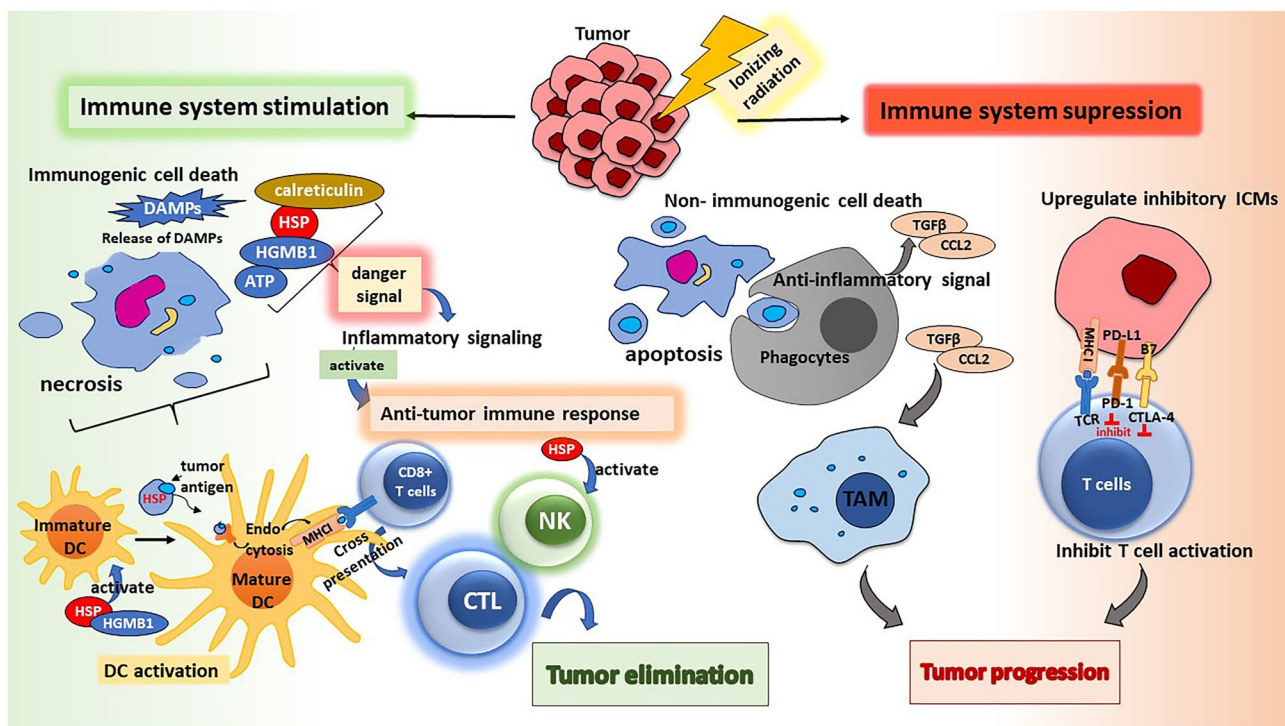 Tumor
Ionizing
radiation
Immune system stimulation
Immune system supression
Immunogenic cell death
DAMPs
Release of DAMPs
calreticulin
HSP
HGMB1
ATP
danger
signal
necrosis
Inflammatory signaling
activate
Anti-tumor immune response
HSP
activate
NK
CD8+
T cells
tumor
antigen
HSP
Immature
DC
activate
HSP
HGMB1
DC activation
Endo
cytosis
MHCI
Cross
presentation
Mature
DC
CTL
Tumor elimination
Non- immunogenic cell death
TGFβ
CCL2
Anti-inflammatory signal
apoptosis
Phagocytes
TGFβ
CCL2
TAM
Upregulate inhibitory ICMs
MHC I
PD-L1
B7
TCR
PD-1
CTLA-4
inhibit
T cells
Inhibit T cell activation
Tumor progression